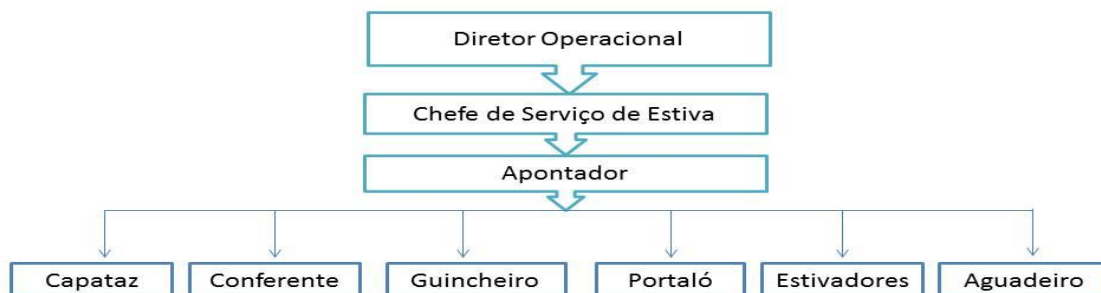 Diretor Operacional
Chefe de Serviço de Estiva
Apontador
Capataz
Conferente
Guincheiro
Portaló
Estivadores
Aguadeiro